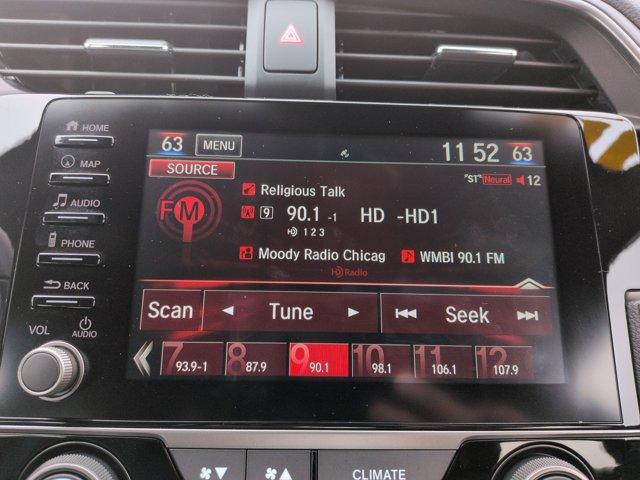 HOME
MAP
AUDIO
PHONE
BACK
VOL AUDIO
63 MENU 11 52 63
SOURCE
"ST" Neural 12
FM
Religious Talk
9 90.1 -1 HD -HD1
1 2 3
Moody Radio Chicag WMBI 90.1 FM
HD Radio
Scan Tune Seek
7 8 9 10 11 12
93.9-1 87.9 90.1 98.1 106.1 107.9
CLIMATE